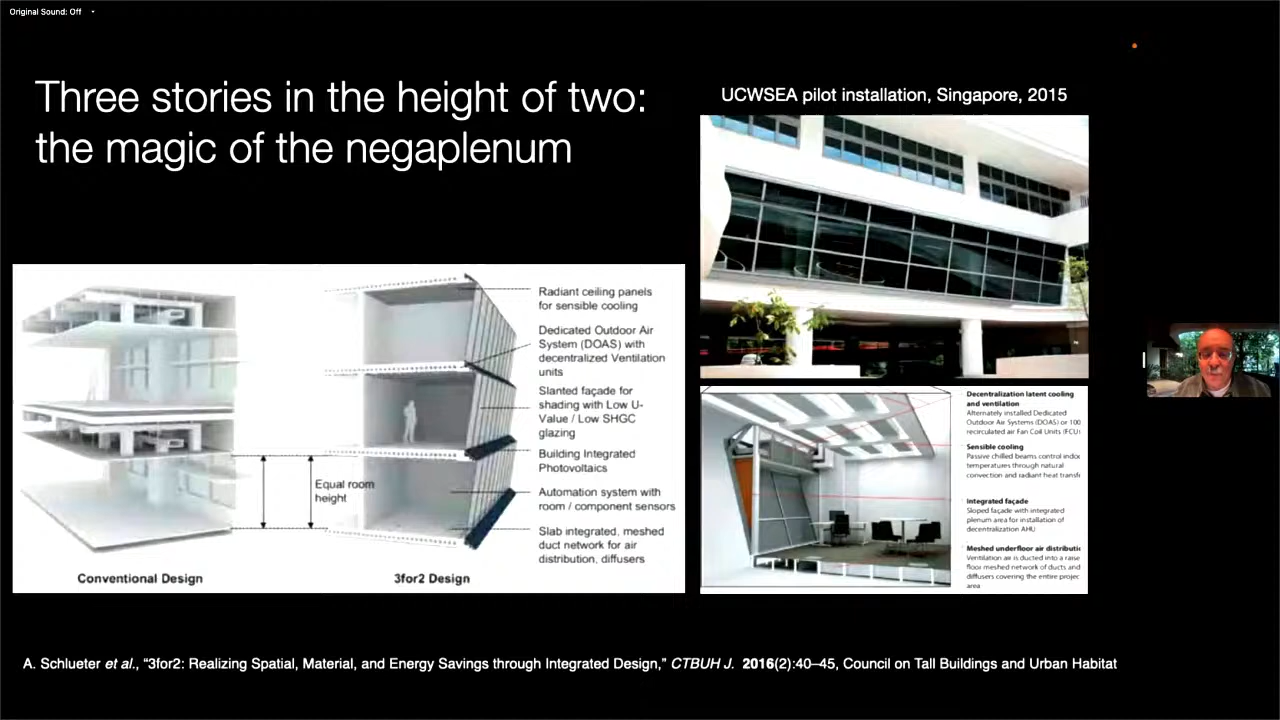 Original Sound: Off
Three stories in the height of two:
the magic of the negaplenum
UCWSEA pilot installation, Singapore, 2015
Radiant ceiling panels
for sensible cooling
Dedicated Outdoor Air
System (DOAS) with
decentralized Ventilation
units
Slanted façade for
shading with Low U-
Value / Low SHGC
glazing
Building Integrated
Photovoltaics
Automation system with
room / component sensors
Slab integrated, meshed
duct network for air
distribution, diffusers
Equal room
height
Conventional Design
3for2 Design
Decentralization latent cooling
and ventilation
Alternately installed Dedicated
Outdoor Air Systems (DOAS) or 100
recirculated air Fan Coil Units (FCU)
Sensible cooling
Passive chilled beams control indoo
temperatures through natural
convection and radiant heat transfe
Integrated façade
Sloped façade with integrated
plenum area for installation of
decentralization AHU
Meshed underfloor air distributio
Ventilation air is ducted into a raise
floor meshed network of ducts and
diffusers covering the entire projec
area
A. Schlueter et al., “3for2: Realizing Spatial, Material, and Energy Savings through Integrated Design,” CTBUH J. 2016(2):40–45, Council on Tall Buildings and Urban Habitat